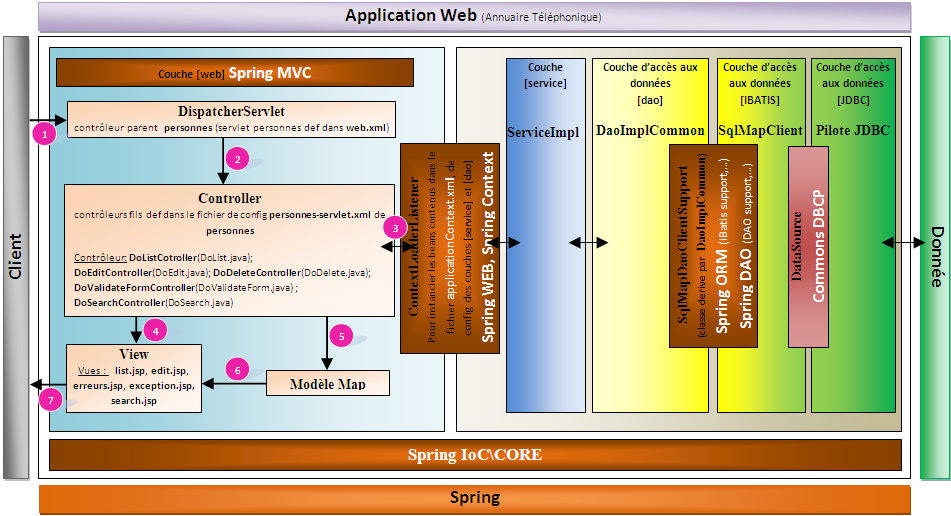 Application Web (Annuaire Téléphonique)
Client
Couche [web] Spring MVC
DispatcherServlet
contrôleur parent personnes (servlet personnes def dans web.xml)
1
2
Controller
contrôleurs fils def dans le fichier de config personnes-servlet.xml de
personnes
Contrôleur: DoListCotroller(DoList.java);
DoEditController(DoEdit.java); DoDeleteController(DoDelete.java);
DoValidateFormController(DoValidateForm.java) ;
DoSearchController(DoSearch.java)
3
4
5
View
Vues : list.jsp, edit.jsp,
erreurs.jsp, exception.jsp,
search.jsp
6
Modèle Map
7
ContextLoaderListener
Pour instancier les beans contenus dans le
fichier applicationContext.xml de
config des couches [service] et [dao]
Spring WEB, Spring Context
Couche
[service]
ServiceImpl
Couche d'accès aux
données
[dao]
DaoImplCommon
Couche d'accès
aux données
[IBATIS]
SqlMapClient
Couche d'accès
aux données
[JDBC]
Pilote JDBC
SqlMapDaoClientSupport
(classe derive par DaoImplCommon)
Spring ORM (iBatis support,...)
Spring DAO (DAO support,...)
DataSource
Commons DBCP
Donnée
Spring IoC\CORE
Spring